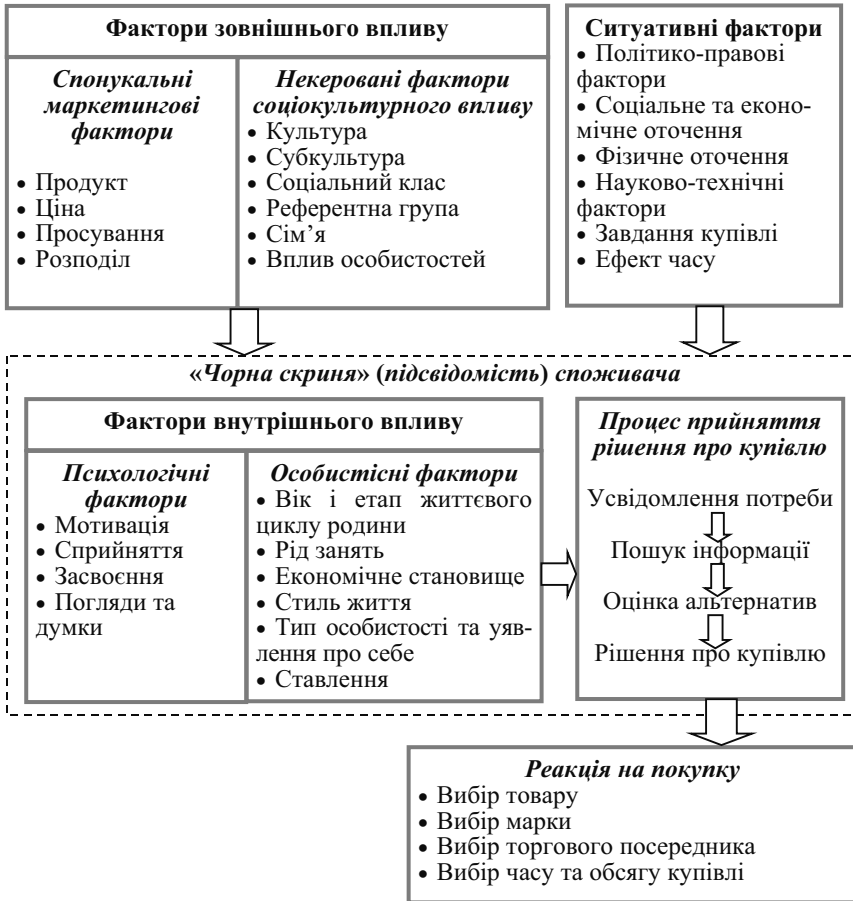 Фактори зовнішнього впливу
Спонукальні
маркетингові
фактори
• Продукт
• Ціна
• Просування
• Розподіл
Некеровані фактори
соціокультурного впливу
• Культура
• Субкультура
• Соціальний клас
• Референтна група
• Сім’я
• Вплив особистостей
Ситуативні фактори
• Політико-правові
фактори
• Соціальне та еконо-
мічне оточення
• Фізичне оточення
• Науково-технічні
фактори
• Завдання купівлі
• Ефект часу
«Чорна скриня» (підсвідомість) споживача
Фактори внутрішнього впливу
Психологічні
фактори
• Мотивація
• Сприйняття
• Засвоєння
• Погляди та
думки
Особистісні фактори
• Вік і етап життєвого
циклу родини
• Рід занять
• Економічне становище
• Стиль життя
• Тип особистості та уяв-
лення про себе
• Ставлення
Процес прийняття
рішення про купівлю
Усвідомлення потреби
Пошук інформації
Оцінка альтернатив
Рішення про купівлю
Реакція на покупку
• Вибір товару
• Вибір марки
• Вибір торгового посередника
• Вибір часу та обсягу купівлі